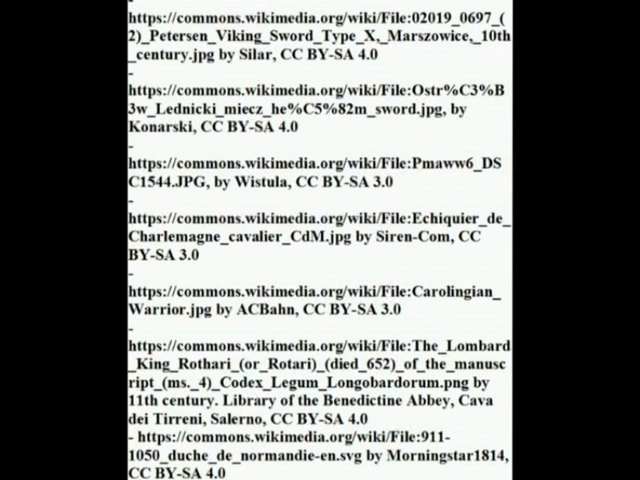 -
https://commons.wikimedia.org/wiki/File:02019_0697_(
2)_Petersen_Viking_Sword_Type_X,_Marszowice,_10th
_century.jpg by Silar, CC BY-SA 4.0
-
https://commons.wikimedia.org/wiki/File:Ostr%C3%B
3w_Lednicki_miecz_he%C5%82m_sword.jpg, by
Konarski, CC BY-SA 4.0
-
https://commons.wikimedia.org/wiki/File:Pmaww6_DS
C1544.JPG, by Wistula, CC BY-SA 3.0
-
https://commons.wikimedia.org/wiki/File:Echiquier_de_
Charlemagne_cavalier_CdM.jpg by Siren-Com, CC
BY-SA 3.0
-
https://commons.wikimedia.org/wiki/File:Carolingian_
Warrior.jpg by ACBahn, CC BY-SA 3.0
-
https://commons.wikimedia.org/wiki/File:The_Lombard
_King_Rothari_(or_Rotari)_(died_652)_of_the_manusc
ript_(ms._4)_Codex_Legum_Longobardorum.png by
11th century. Library of the Benedictine Abbey, Cava
dei Tirreni, Salerno, CC BY-SA 4.0
- https://commons.wikimedia.org/wiki/File:911-
1050_duche_de_normandie-en.svg by Morningstar1814,
CC BY-SA 4.0